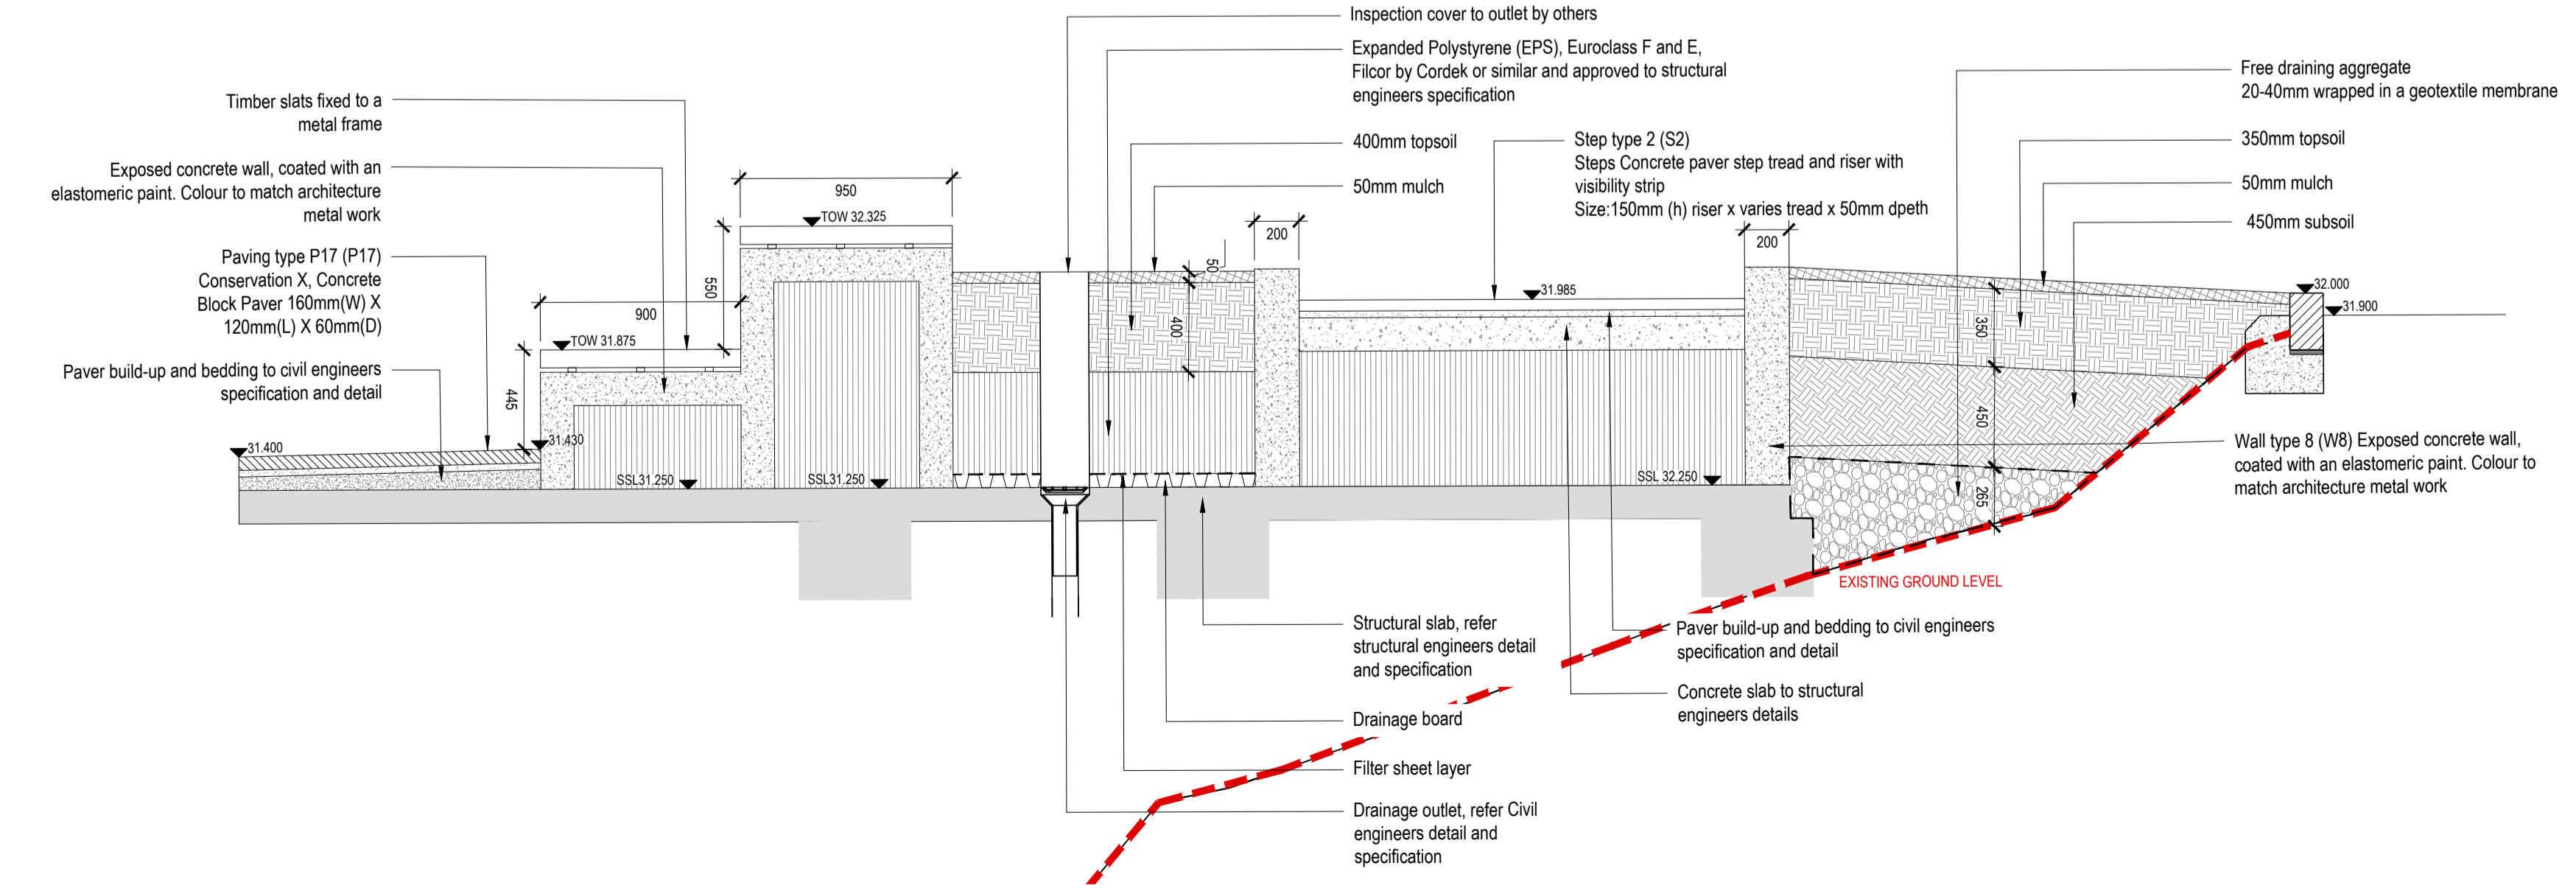 Inspection cover to outlet by others
Expanded Polystyrene (EPS), Euroclass F and E,
Filcor by Cordek or similar and approved to structural
engineers specification
400mm topsoil
50mm mulch
Step type 2 (S2)
Steps Concrete paver step tread and riser with
visibility strip
Size:150mm (h) riser x varies tread x 50mm dpeth
Free draining aggregate
20-40mm wrapped in a geotextile membrane
350mm topsoil
50mm mulch
450mm subsoil
Timber slats fixed to a
metal frame
Exposed concrete wall, coated with an
elastomeric paint. Colour to match architecture
metal work
Paving type P17 (P17)
Conservation X, Concrete
Block Paver 160mm(W) X
120mm(L) X 60mm(D)
Paver build-up and bedding to civil engineers
specification and detail
950
TOW 32.325
550
900
TOW 31.875
445
31.400
31.430
SSL31.250
SSL31.250
50
400
200
31.985
200
SSL 32.250
350
450
265
32.000
31.900
Wall type 8 (W8) Exposed concrete wall,
coated with an elastomeric paint. Colour to
match architecture metal work
EXISTING GROUND LEVEL
Structural slab, refer
structural engineers detail
and specification
Drainage board
Filter sheet layer
Drainage outlet, refer Civil
engineers detail and
specification
Paver build-up and bedding to civil engineers
specification and detail
Concrete slab to structural
engineers details